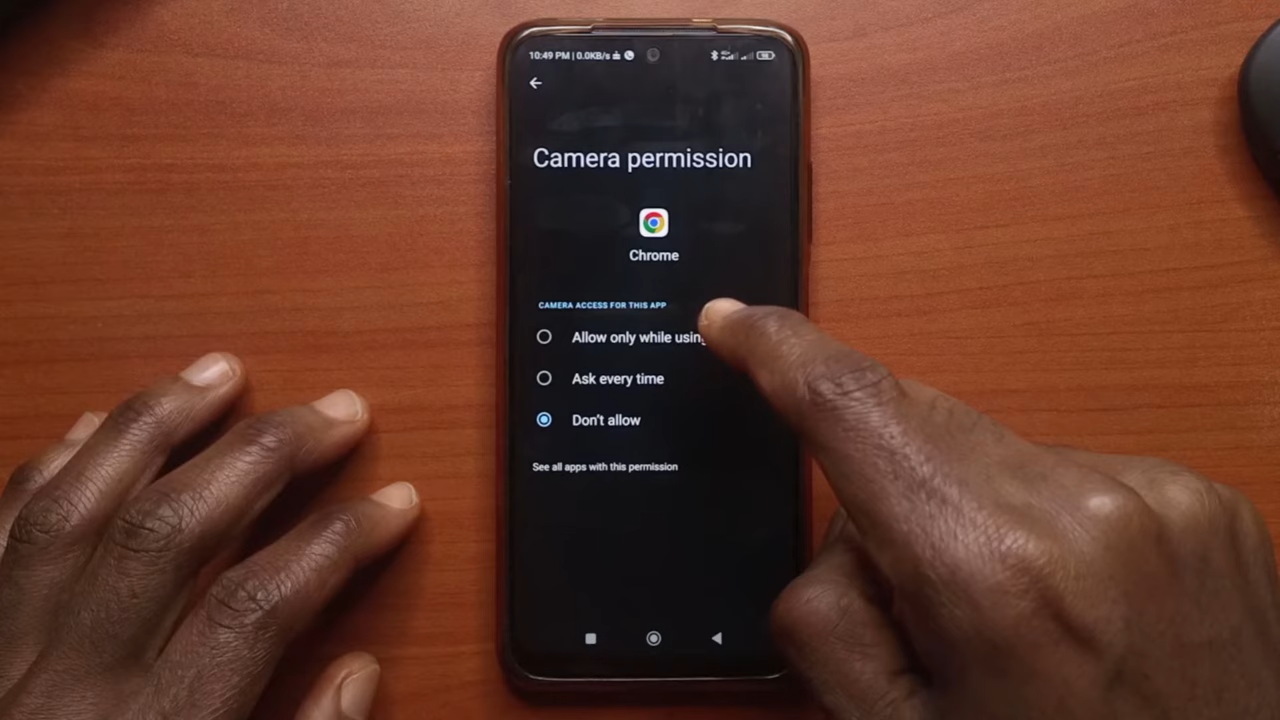 10:49 PM | 0.0KB/s
Camera permission
Chrome
CAMERA ACCESS FOR THIS APP
Allow only while using
Ask every time
Don't allow
See all apps with this permission